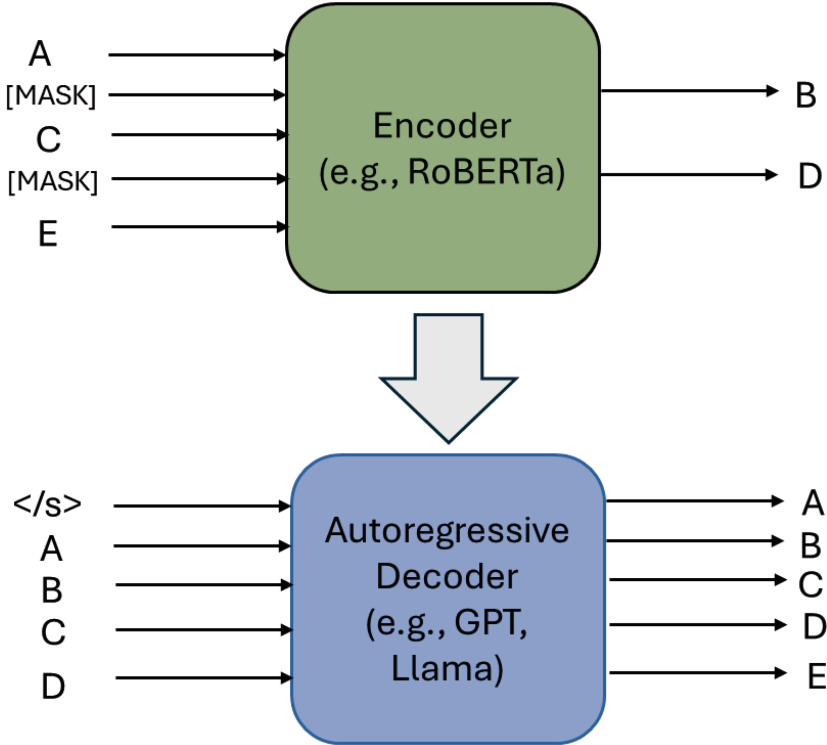 A
[MASK]
C
[MASK]
E
Encoder
(e.g., RoBERTa)
B
D
</s>
A
B
C
D
Autoregressive
Decoder
(e.g., GPT,
Llama)
A
B
C
D
E